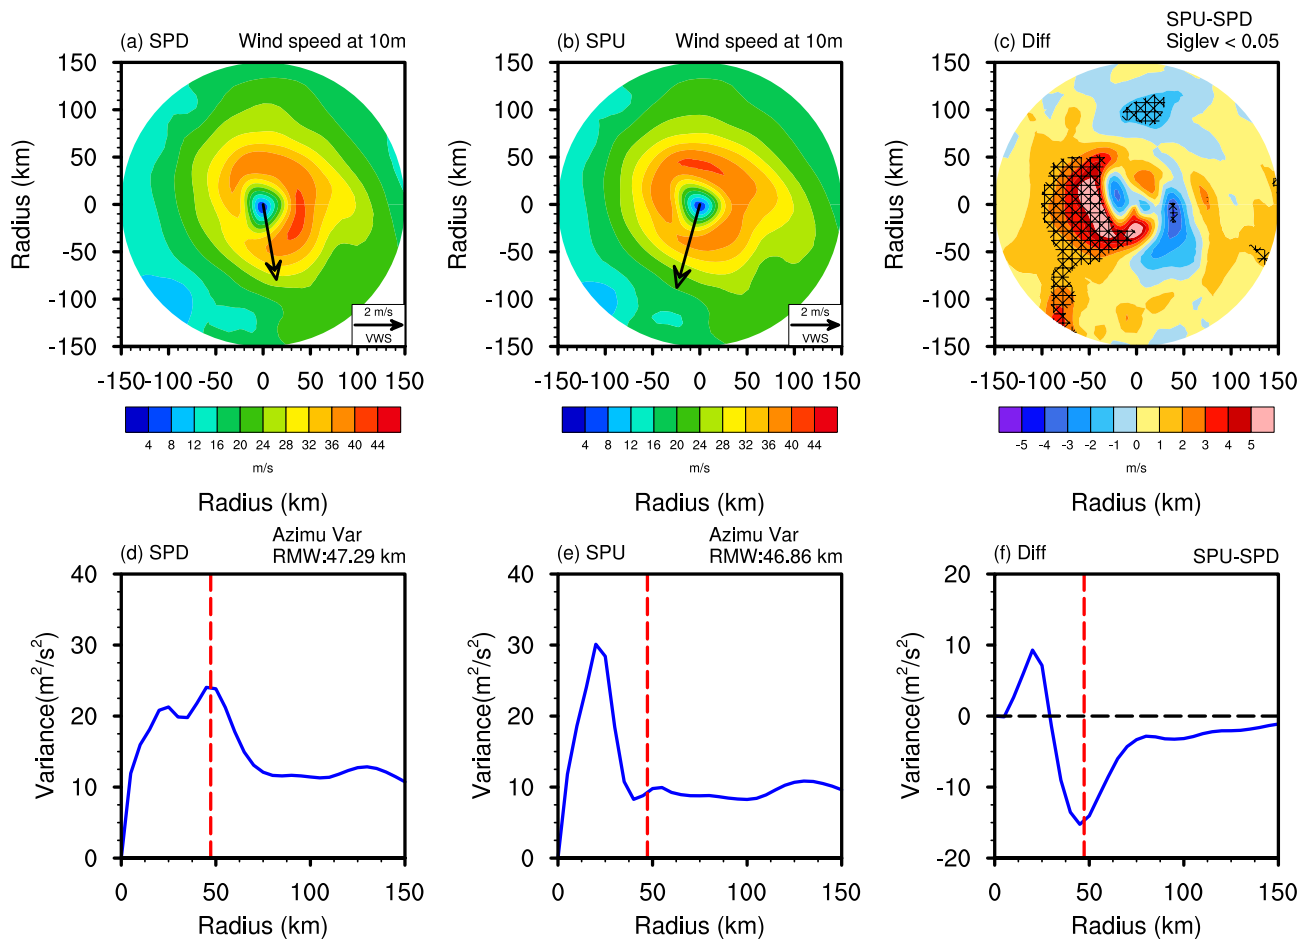 (a) SPD Wind speed at 10m
Radius (km)
150
100
50
0
-50
-100
-150
2 m/s
VWS
-150 -100 -50 0 50 100 150
4 8 12 16 20 24 28 32 36 40 44
m/s
Radius (km)
(b) SPU Wind speed at 10m
Radius (km)
150
100
50
0
-50
-100
-150
2 m/s
VWS
-150 -100 -50 0 50 100 150
4 8 12 16 20 24 28 32 36 40 44
m/s
Radius (km)
SPU-SPD
(c) Diff Siglev < 0.05
Radius (km)
150
100
50
0
-50
-100
-150
-150 -100 -50 0 50 100 150
-5 -4 -3 -2 -1 0 1 2 3 4 5
m/s
Radius (km)
Azimu Var
(d) SPD RMW:47.29 km
Variance(m²/s²)
40
30
20
10
0
0 50 100 150
Radius (km)
Azimu Var
(e) SPU RMW:46.86 km
Variance(m²/s²)
40
30
20
10
0
0 50 100 150
Radius (km)
(f) Diff SPU-SPD
Variance(m²/s²)
20
10
0
-10
-20
0 50 100 150
Radius (km)